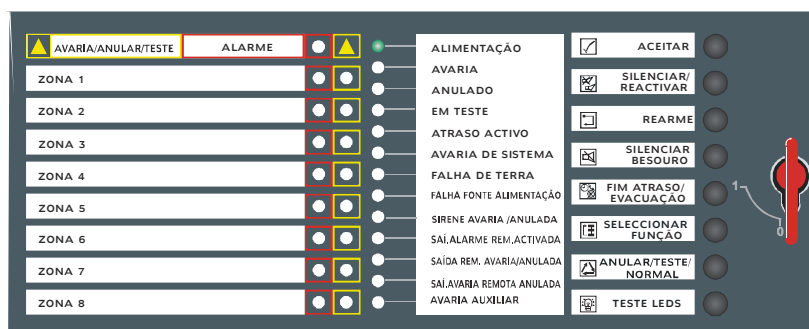 AVARIA/ANULAR/TESTE
ALARME
ZONA 1
ZONA 2
ZONA 3
ZONA 4
ZONA 5
ZONA 6
ZONA 7
ZONA 8
ALIMENTAÇÃO
AVARIA
ANULADO
EM TESTE
ATRASO ACTIVO
AVARIA DE SISTEMA
FALHA DE TERRA
FALHA FONTE ALIMENTAÇÃO
SIRENE AVARIA /ANULADA
SAÍ,ALARME REM,ACTIVADA
SAÍDA REM. AVARIA/ANULADA
SAÍ.AVARIA REMOTA ANULADA
AVARIA AUXILIAR
ACEITAR
SILENCIAR/
REACTIVAR
REARME
SILENCIAR
BESOURO
FIM ATRASO/
EVACUAÇÃO
SELECCIONAR
FUNÇÃO
ANULAR/TESTE/
NORMAL
TESTE LEDS
1
0